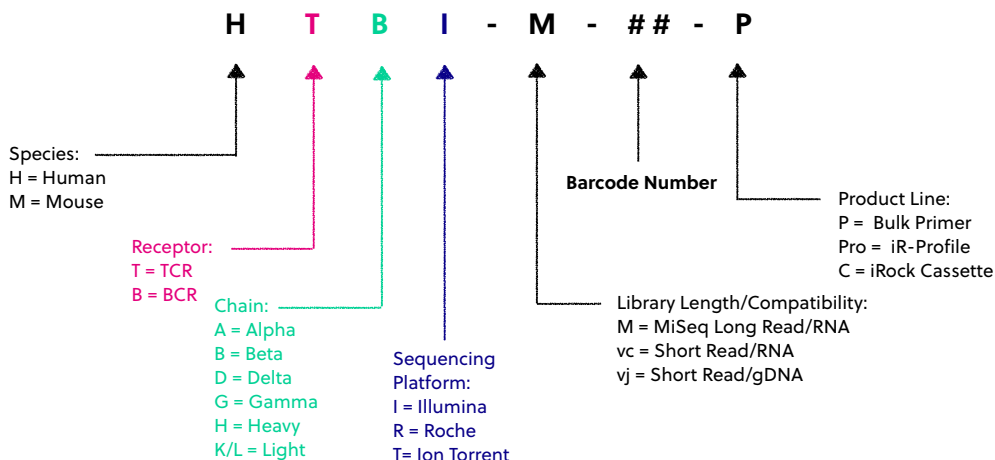 H T B I - M - ## - P
Species:
H = Human
M = Mouse
Receptor:
T = TCR
B = BCR
Chain:
A = Alpha
B = Beta
D = Delta
G = Gamma
H = Heavy
K/L = Light
Sequencing
Platform:
I = Illumina
R = Roche
T= Ion Torrent
Library Length/Compatibility:
M = MiSeq Long Read/RNA
vc = Short Read/RNA
vj = Short Read/gDNA
Barcode Number
Product Line:
P = Bulk Primer
Pro = iR-Profile
C = iRock Cassette